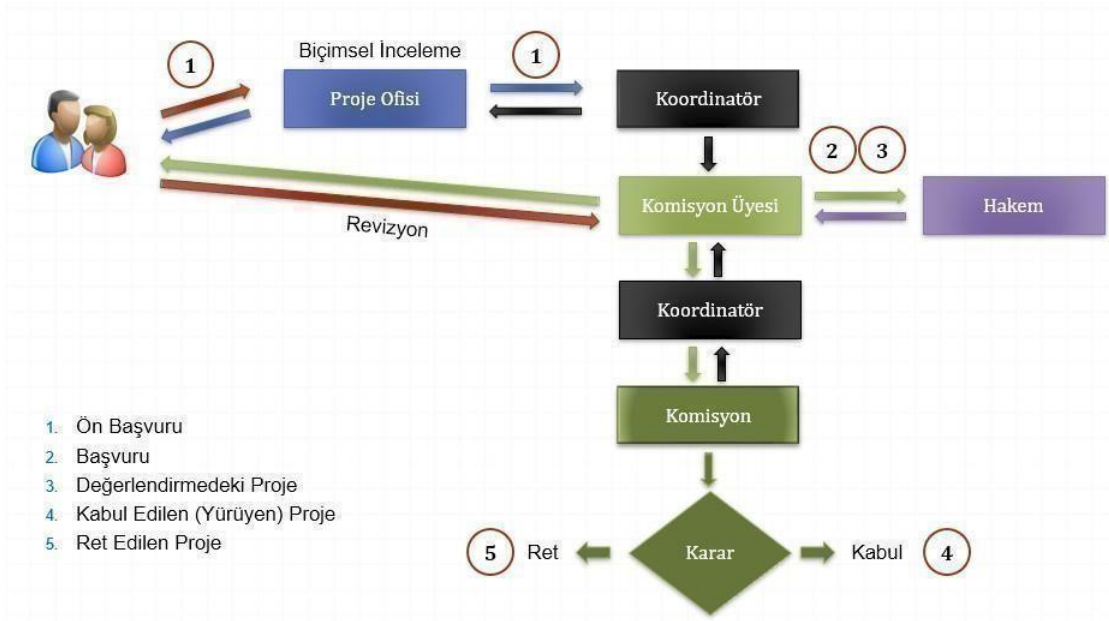 Biçimsel İnceleme
1
1
Proje Ofisi
Koordinatör
2
3
Komisyon Üyesi
Hakem
Revizyon
Koordinatör
Komisyon
1. Ön Başvuru
2. Başvuru
3. Değerlendirmedeki Proje
4. Kabul Edilen (Yürüyen) Proje
5. Ret Edilen Proje
5
Ret
Karar
Kabul
4